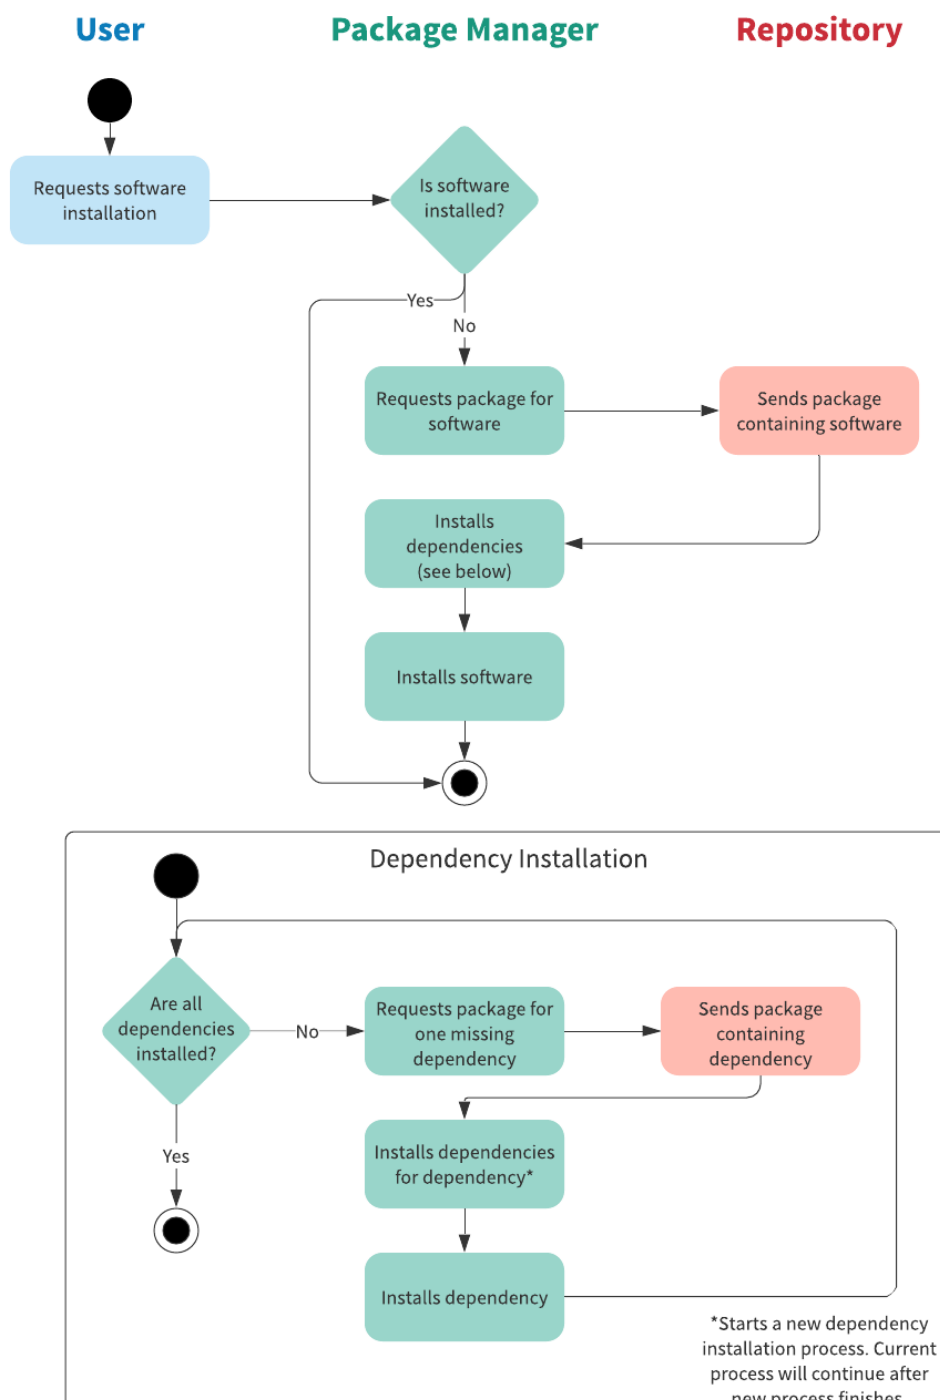 User
Package Manager
Repository
Requests software
installation
Is software
installed?
Yes
No
Requests package for
software
Sends package
containing software
Installs
dependencies
(see below)
Installs software
Dependency Installation
Are all
dependencies
installed?
No
Requests package for
one missing
dependency
Sends package
containing
dependency
Yes
Installs dependencies
for dependency*
Installs dependency
*Starts a new dependency
installation process. Current
process will continue after
new process finishes